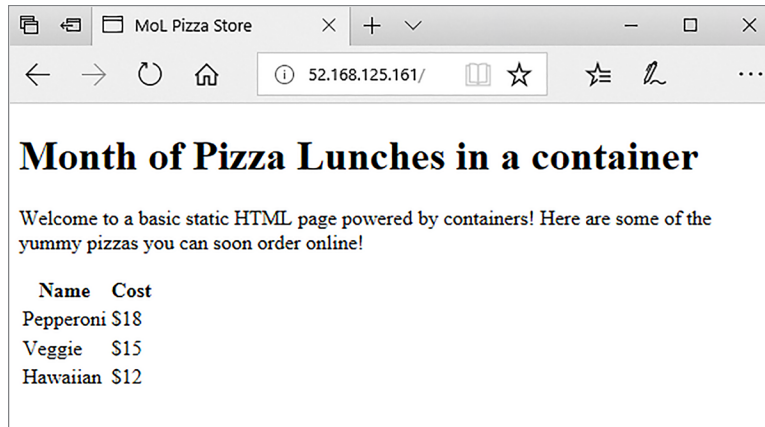 MoL Pizza Store
52.168.125.161/
Month of Pizza Lunches in a container
Welcome to a basic static HTML page powered by containers! Here are some of the
yummy pizzas you can soon order online!
Name Cost
Pepperoni $18
Veggie $15
Hawaiian $12